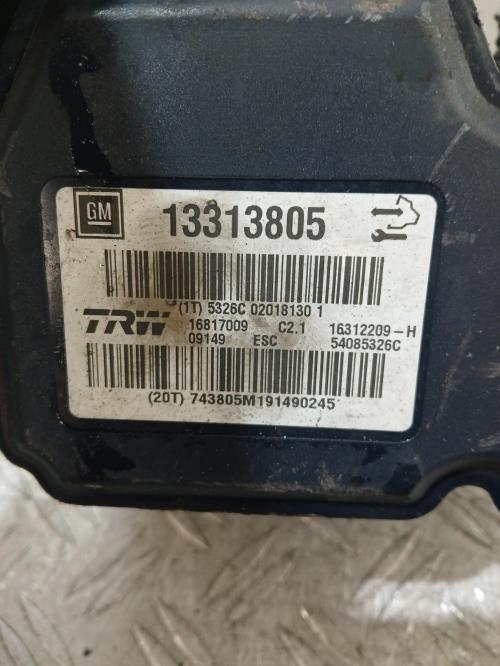 GM 13313805
(1T) 5326C 02018130 1
TRW 16817009 C2.1 16312209-H
09149 ESC 54085326C
(20T) 743805M191490245